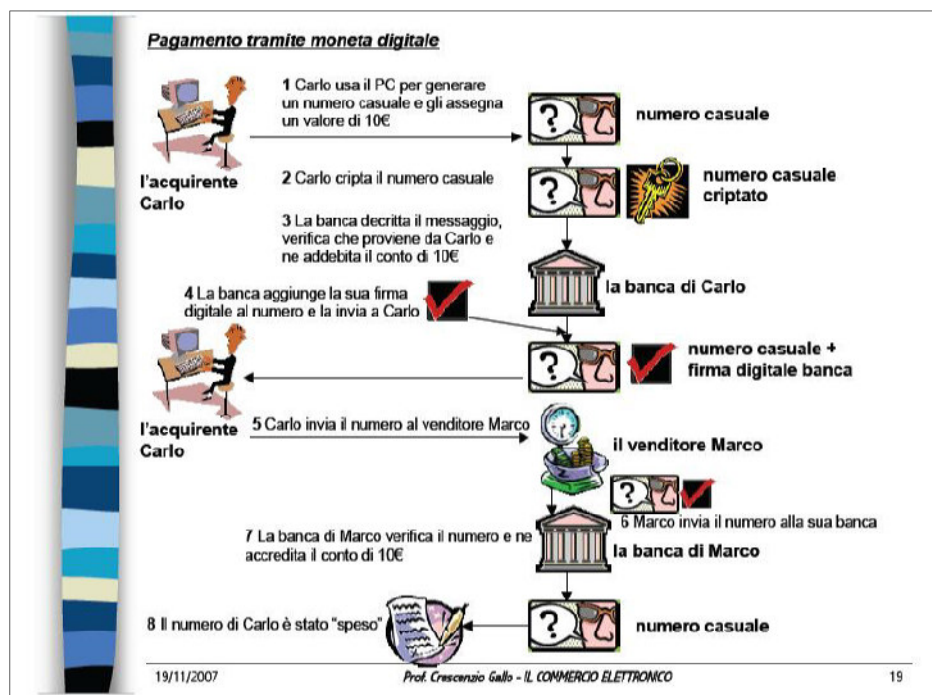 Pagamento tramite moneta digitale
1 Carlo usa il PC per generare
un numero casuale e gli assegna
un valore di 10€
?
numero casuale
l'acquirente
Carlo
2 Carlo cripta il numero casuale
?
numero casuale
criptato
3 La banca decritta il messaggio,
verifica che proviene da Carlo e
ne addebita il conto di 10€
la banca di Carlo
4 La banca aggiunge la sua firma
digitale al numero e la invia a Carlo
?
numero casuale +
firma digitale banca
l'acquirente
Carlo
5 Carlo invia il numero al venditore Marco
il venditore Marco
?
6 Marco invia il numero alla sua banca
7 La banca di Marco verifica il numero e ne
accredita il conto di 10€
la banca di Marco
8 Il numero di Carlo è stato "speso"
?
numero casuale
19/11/2007
Prof. Crescenzio Gallo - IL COMMERCIO ELETTRONICO
19